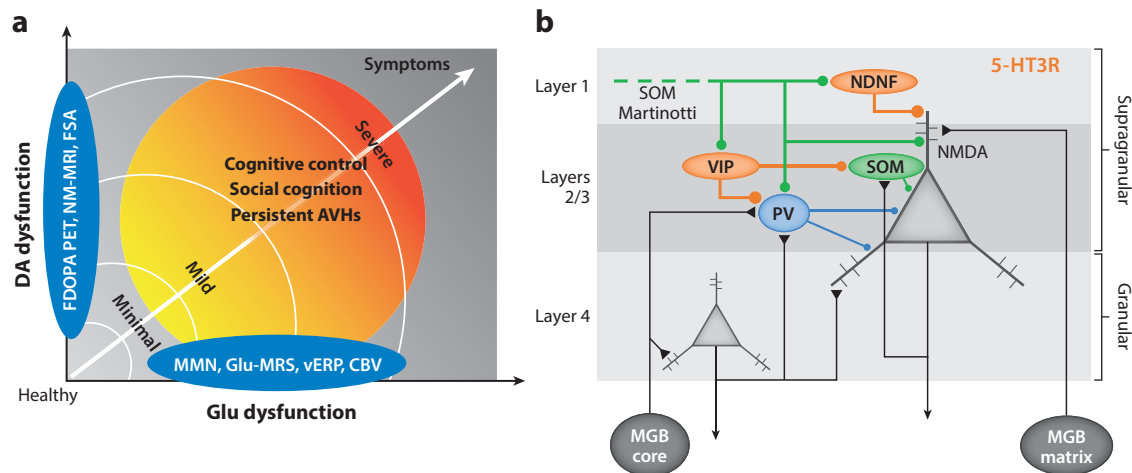 a
DA dysfunction
FDOPA PET, NM-MRI, FSA
Symptoms
Severe
Cognitive control
Social cognition
Persistent AVHs
Mild
Minimal
MMN, Glu-MRS, vERP, CBV
Healthy
Glu dysfunction
b
5-HT3R
Layer 1
SOM
Martinotti
NDNF
NMDA
Layers
2/3
VIP
SOM
PV
Supragranular
Layer 4
Granular
MGB
core
MGB
matrix